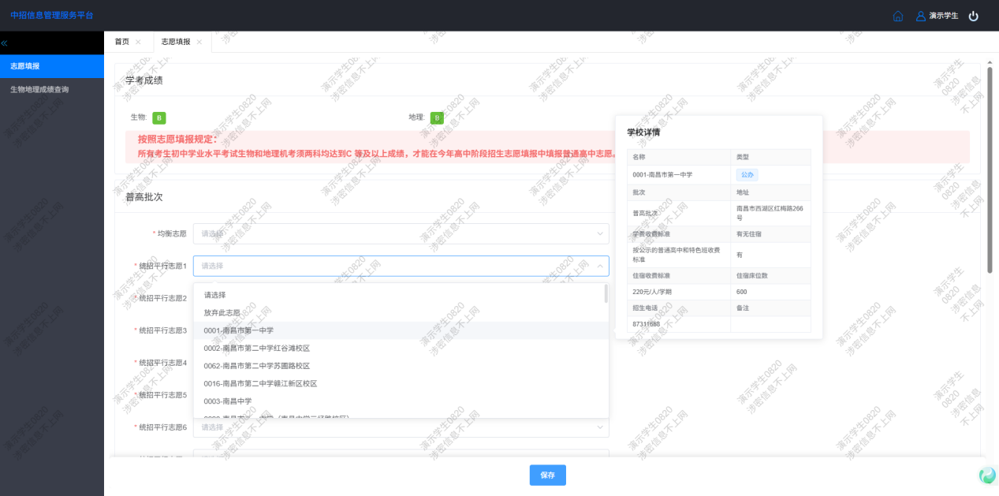 中招信息管理服务平台
演示学生
首页
志愿填报
志愿填报
生物地理成绩查询
学考成绩
生物: B
地理: B
按照志愿填报规定:
所有考生初中学业水平考试生物和地理机考须两科均达到C 等及以上成绩，才能在今年高中阶段招生志愿填报中填报普通高中志愿。
普高批次
* 均衡志愿 请选择
* 统招平行志愿1 请选择
* 统招平行志愿2
* 统招平行志愿3
* 统招平行志愿4
* 统招平行志愿5
* 统招平行志愿6 请选择
请选择
放弃此志愿
0001-南昌市第一中学
0002-南昌市第二中学红谷滩校区
0062-南昌市第二中学苏圃路校区
0016-南昌市第二中学赣江新区校区
0003-南昌中学
学校详情
名称 类型
0001-南昌市第一中学 公办
批次 地址
普高批次 南昌市西湖区红梅路266
号
学费收费标准 有无住宿
按公示的普通高中和特色班收费
标准
有
住宿收费标准 住宿床位数
220元/人/学期 600
招生电话 备注
87311668
保存
演示学生0820
涉密信息不上网